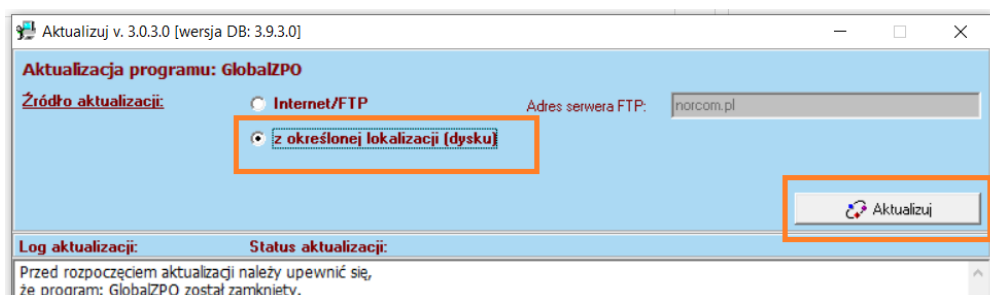 Aktualizuj v. 3.0.3.0 [wersja DB: 3.9.3.0]
Aktualizacja programu: GlobalZPO
Źródło aktualizacji:
Internet/FTP
Adres serwera FTP:
norcom.pl
z określonej lokalizacji (dysku)
Aktualizuj
Log aktualizacji:
Status aktualizacji:
Przed rozpoczęciem aktualizacji należy upewnić się,
że program: GlobalZPO został zamknięty.